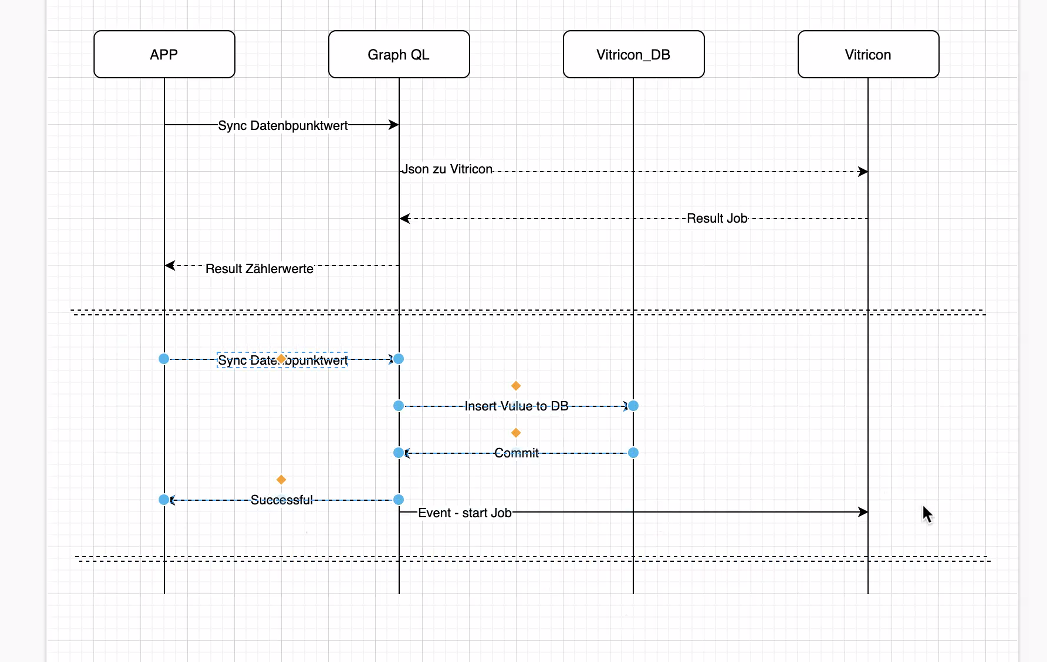 APP
Graph QL
Vitricon_DB
Vitricon
Sync Datenbpunktwert
Json zu Vitricon
Result Job
Result Zählerwerte
Sync Datenbpunktwert
Insert Vulue to DB
Commit
Successful
Event - start Job